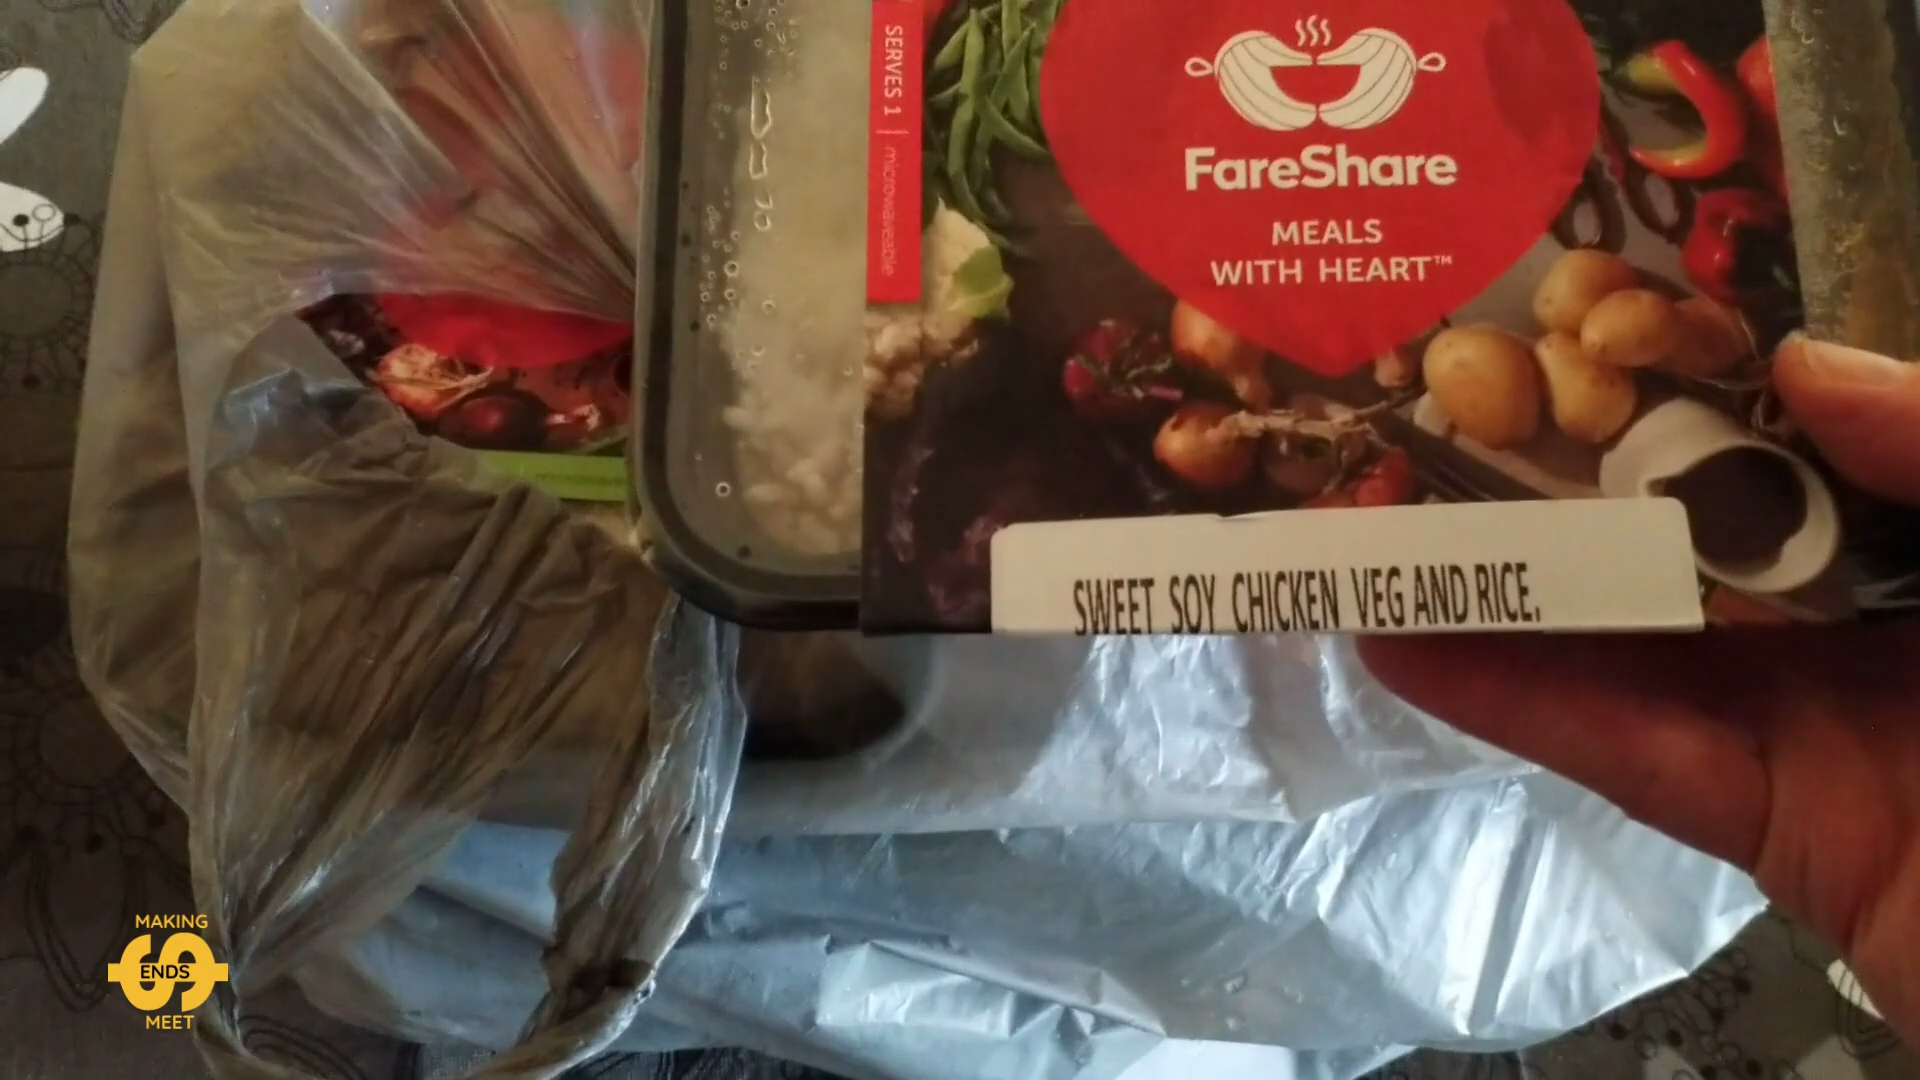 SERVES 1 | microwaveable
FareShare
MEALS
WITH HEART™
SWEET SOY CHICKEN VEG AND RICE.
MAKING
ENDS
MEET